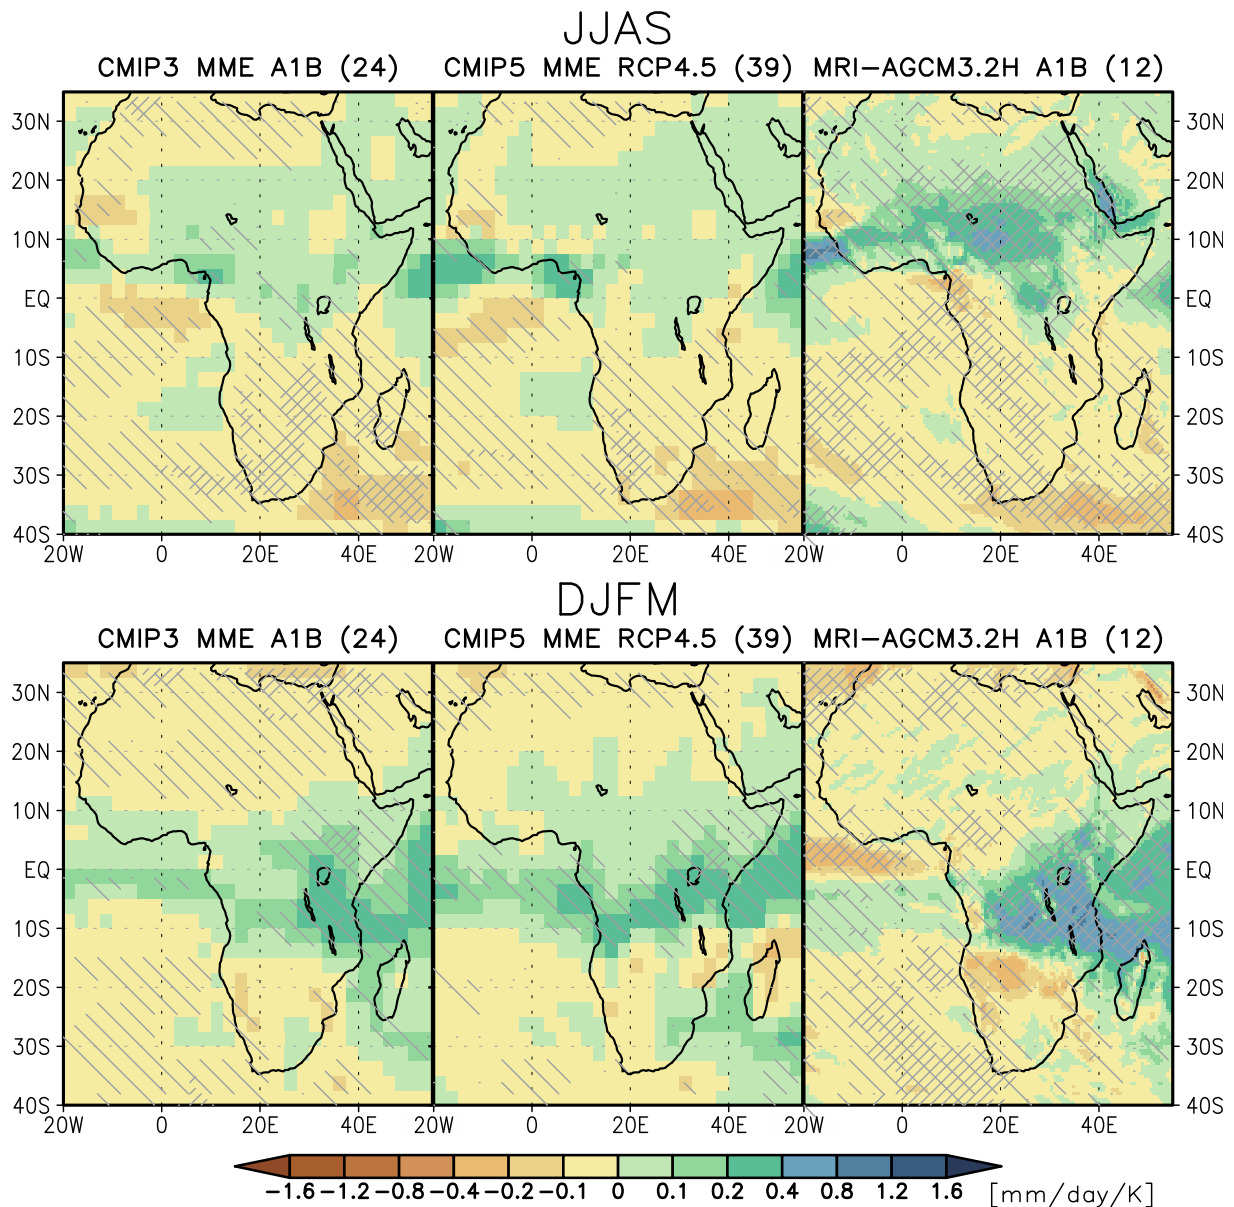 JJAS
CMIP3 MME A1B (24) CMIP5 MME RCP4.5 (39) MRI-AGCM3.2H A1B (12)
30N 30N
20N 20N
10N 10N
EQ EQ
10S 10S
20S 20S
30S 30S
40S 40S
20W 0 20E 40E 20W 0 20E 40E 20W 0 20E 40E
DJFM
CMIP3 MME A1B (24) CMIP5 MME RCP4.5 (39) MRI-AGCM3.2H A1B (12)
30N 30N
20N 20N
10N 10N
EQ EQ
10S 10S
20S 20S
30S 30S
40S 40S
20W 0 20E 40E 20W 0 20E 40E 20W 0 20E 40E
-1.6 -1.2 -0.8 -0.4 -0.2 -0.1 0 0.1 0.2 0.4 0.8 1.2 1.6 [mm/day/K]